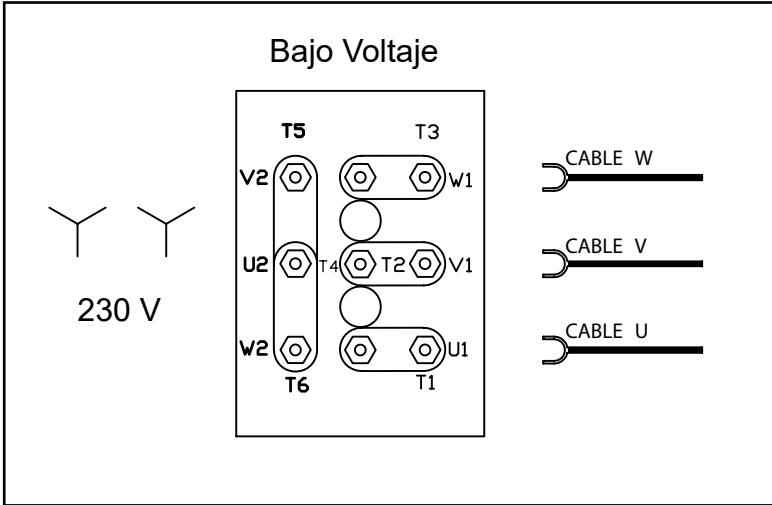 Bajo Voltaje
T5 T3
V2 W1 CABLE W
U2 T4 T2 V1 CABLE V
230 V
W2 U1 CABLE U
T6 T1